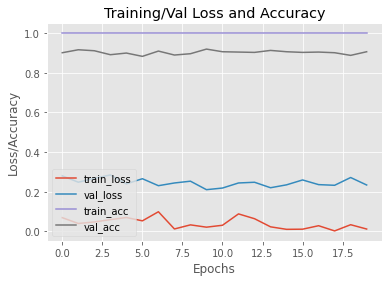 Training/Val Loss and Accuracy
Loss/Accuracy
1.0
0.8
0.6
0.4
0.2
0.0
train_loss
val_loss
train_acc
val_acc
0.0 2.5 5.0 7.5 10.0 12.5 15.0 17.5
Epochs